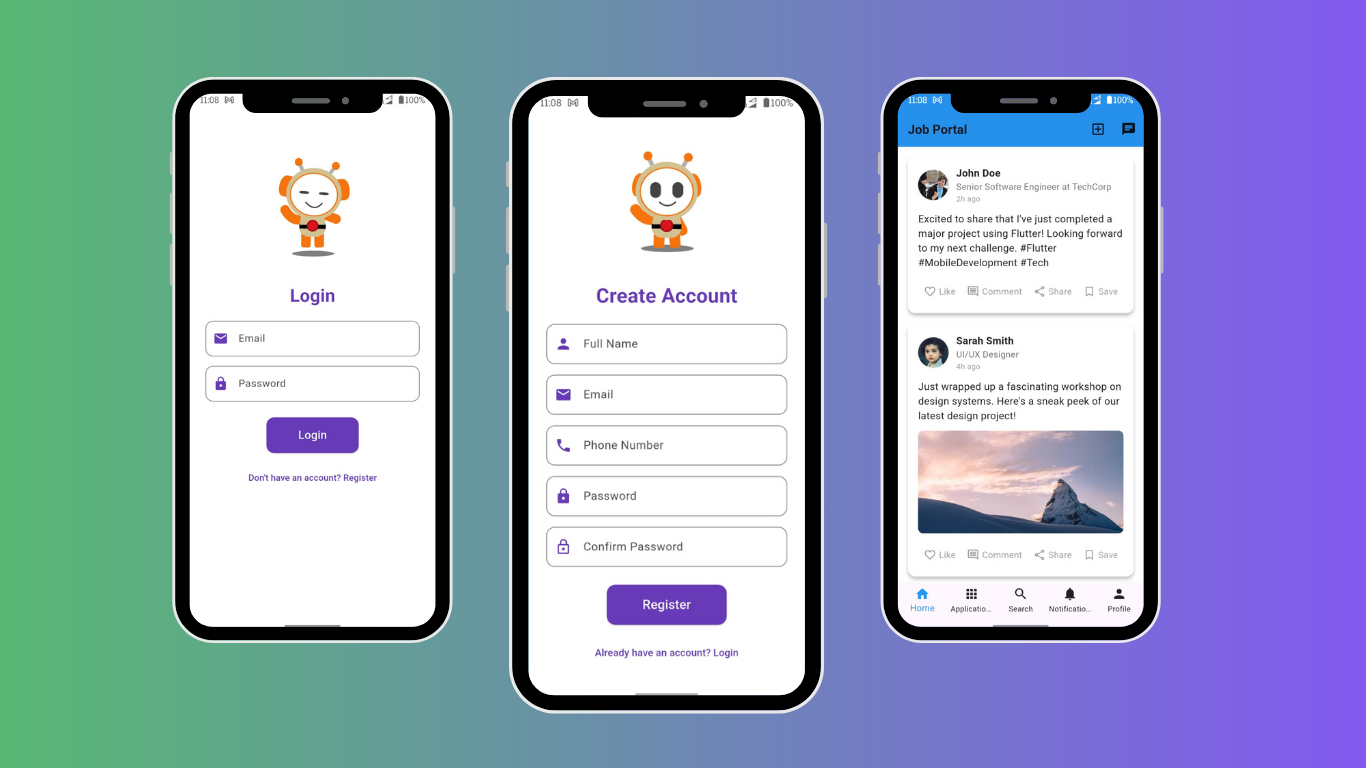 11:08
100%
Login
Email
Password
Login
Don't have an account? Register
11:08
100%
Create Account
Full Name
Email
Phone Number
Password
Confirm Password
Register
Already have an account? Login
11:08
100%
Job Portal
John Doe
Senior Software Engineer at TechCorp
2h ago
Excited to share that I've just completed a
major project using Flutter! Looking forward
to my next challenge. #Flutter
#MobileDevelopment #Tech
Like Comment Share Save
Sarah Smith
UI/UX Designer
4h ago
Just wrapped up a fascinating workshop on
design systems. Here's a sneak peek of our
latest design project!
Like Comment Share Save
Home Applicatio... Search Notificatio... Profile